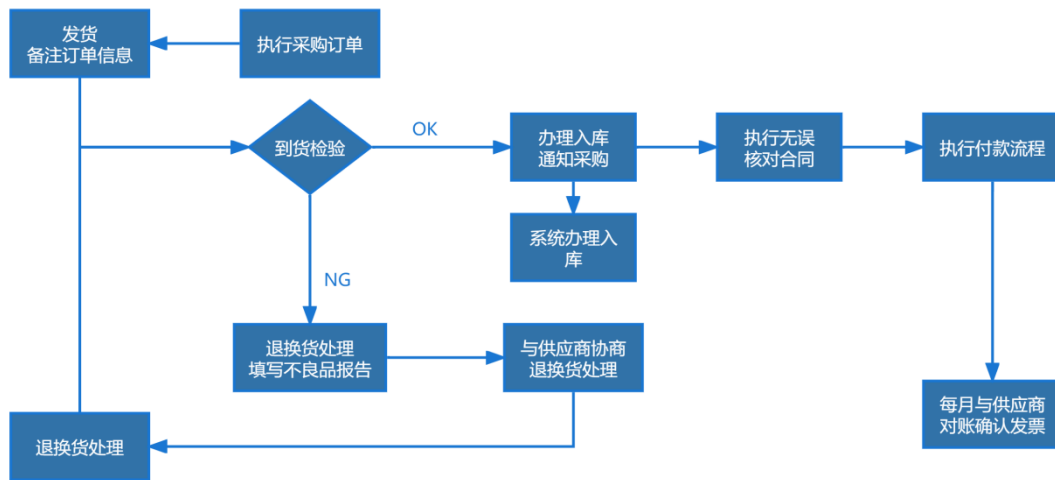 发货
备注订单信息
执行采购订单
到货检验
OK
办理入库
通知采购
执行无误
核对合同
执行付款流程
系统办理入
库
NG
退换货处理
填写不良品报告
与供应商协商
退换货处理
每月与供应商
对账确认发票
退换货处理